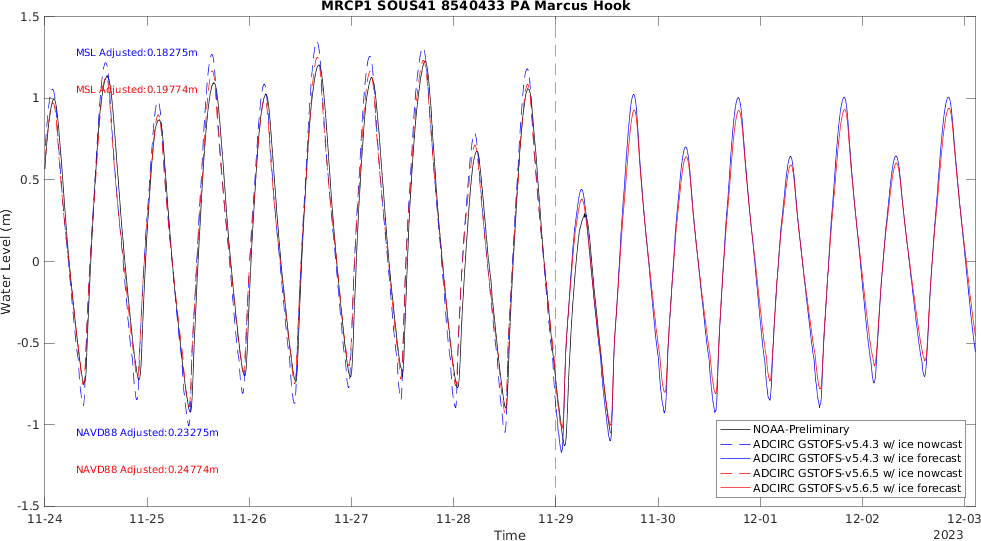 MRCP1 SOUS41 8540433 PA Marcus Hook
1.5
1
0.5
0
-0.5
-1
-1.5
Water Level (m)
MSL Adjusted:0.18275m
MSL Adjusted:0.19774m
NAVD88 Adjusted:0.23275m
NAVD88 Adjusted:0.24774m
NOAA-Preliminary
ADCIRC GSTOFS-v5.4.3 w/ ice nowcast
ADCIRC GSTOFS-v5.4.3 w/ ice forecast
ADCIRC GSTOFS-v5.6.5 w/ ice nowcast
ADCIRC GSTOFS-v5.6.5 w/ ice forecast
11-24 11-25 11-26 11-27 11-28 11-29 11-30 12-01 12-02 12-03
Time
2023